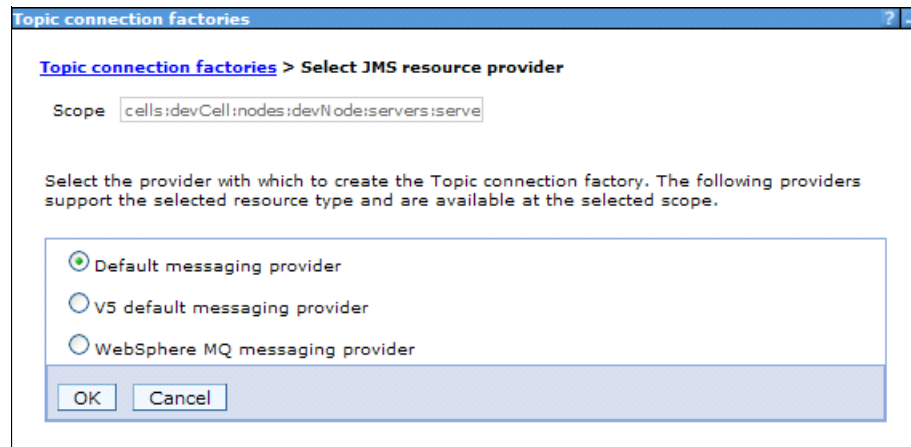 Topic connection factories ? -
Topic connection factories > Select JMS resource provider
Scope cells:devCell:nodes:devNode:servers:serve
Select the provider with which to create the Topic connection factory. The following providers
support the selected resource type and are available at the selected scope.
Default messaging provider
V5 default messaging provider
WebSphere MQ messaging provider
OK Cancel